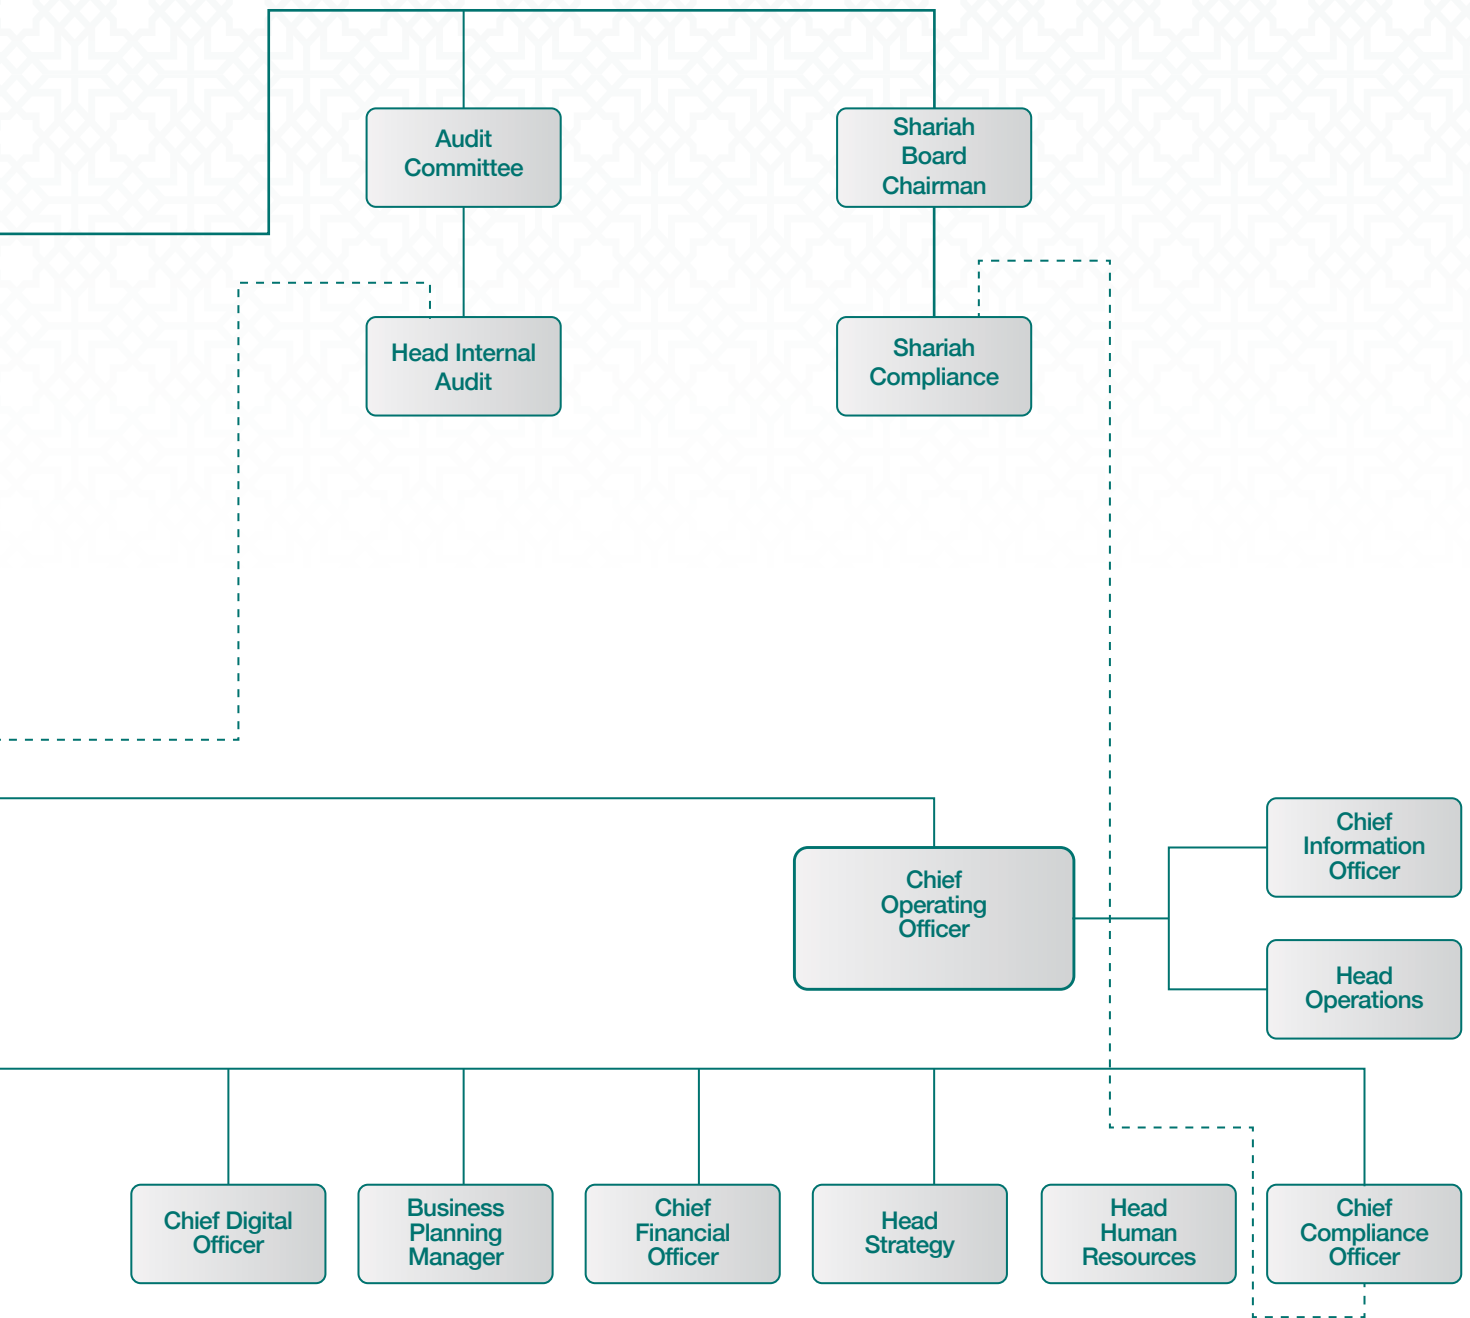 Audit
Committee
Shariah
Board
Chairman
Head Internal
Audit
Shariah
Compliance
Chief
Operating
Officer
Chief
Information
Officer
Head
Operations
Chief Digital
Officer
Business
Planning
Manager
Chief
Financial
Officer
Head
Strategy
Head
Human
Resources
Chief
Compliance
Officer